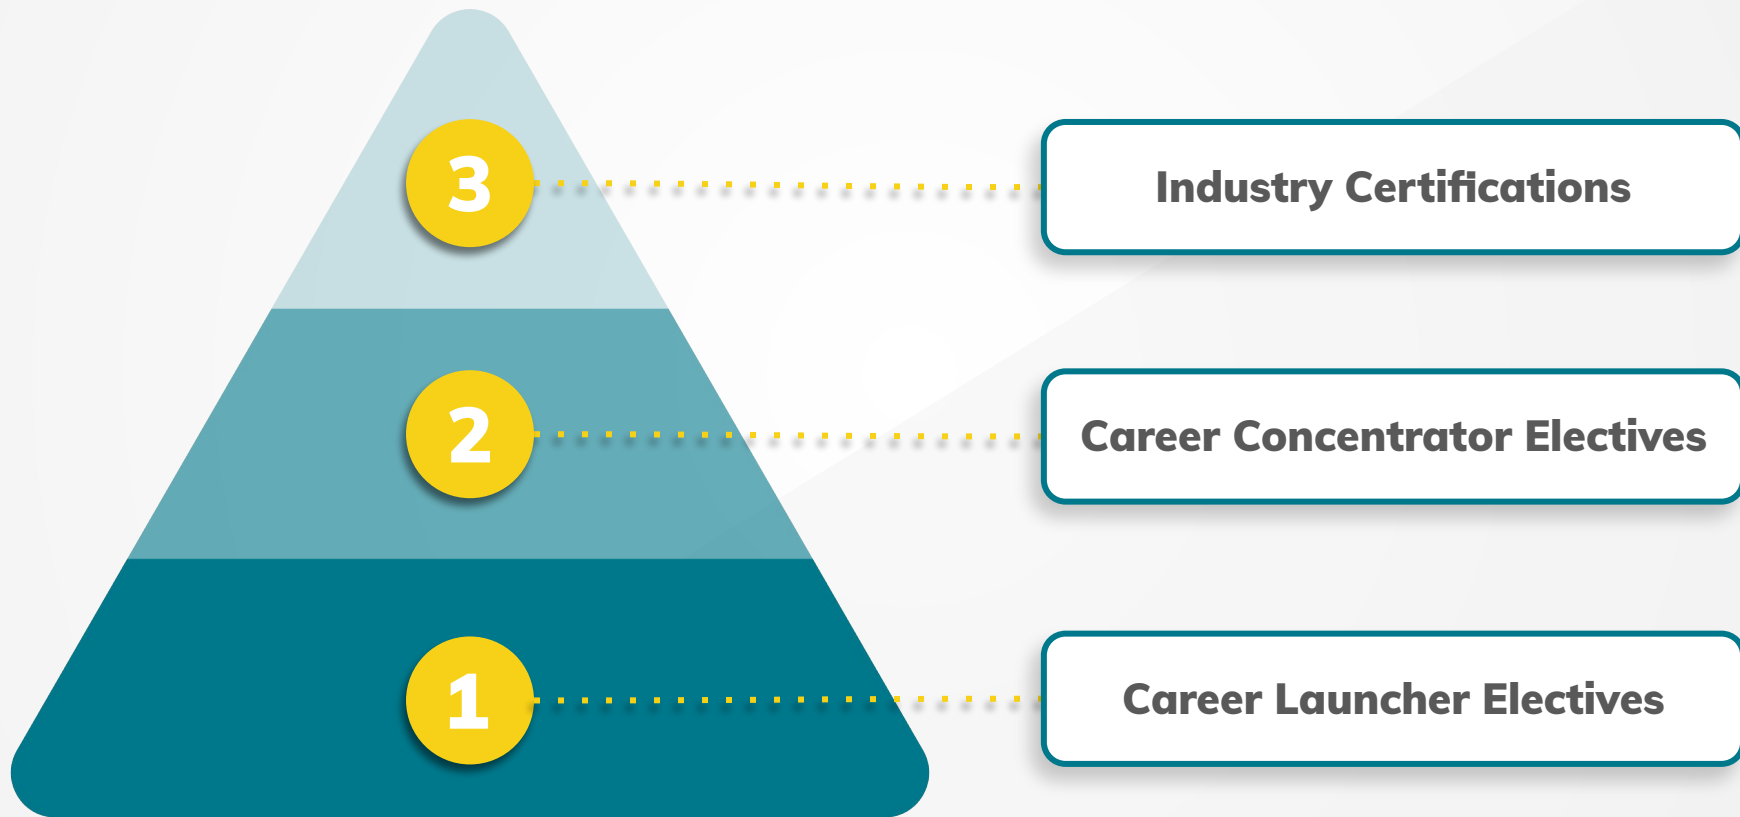 3
Industry Certifications
2
Career Concentrator Electives
1
Career Launcher Electives